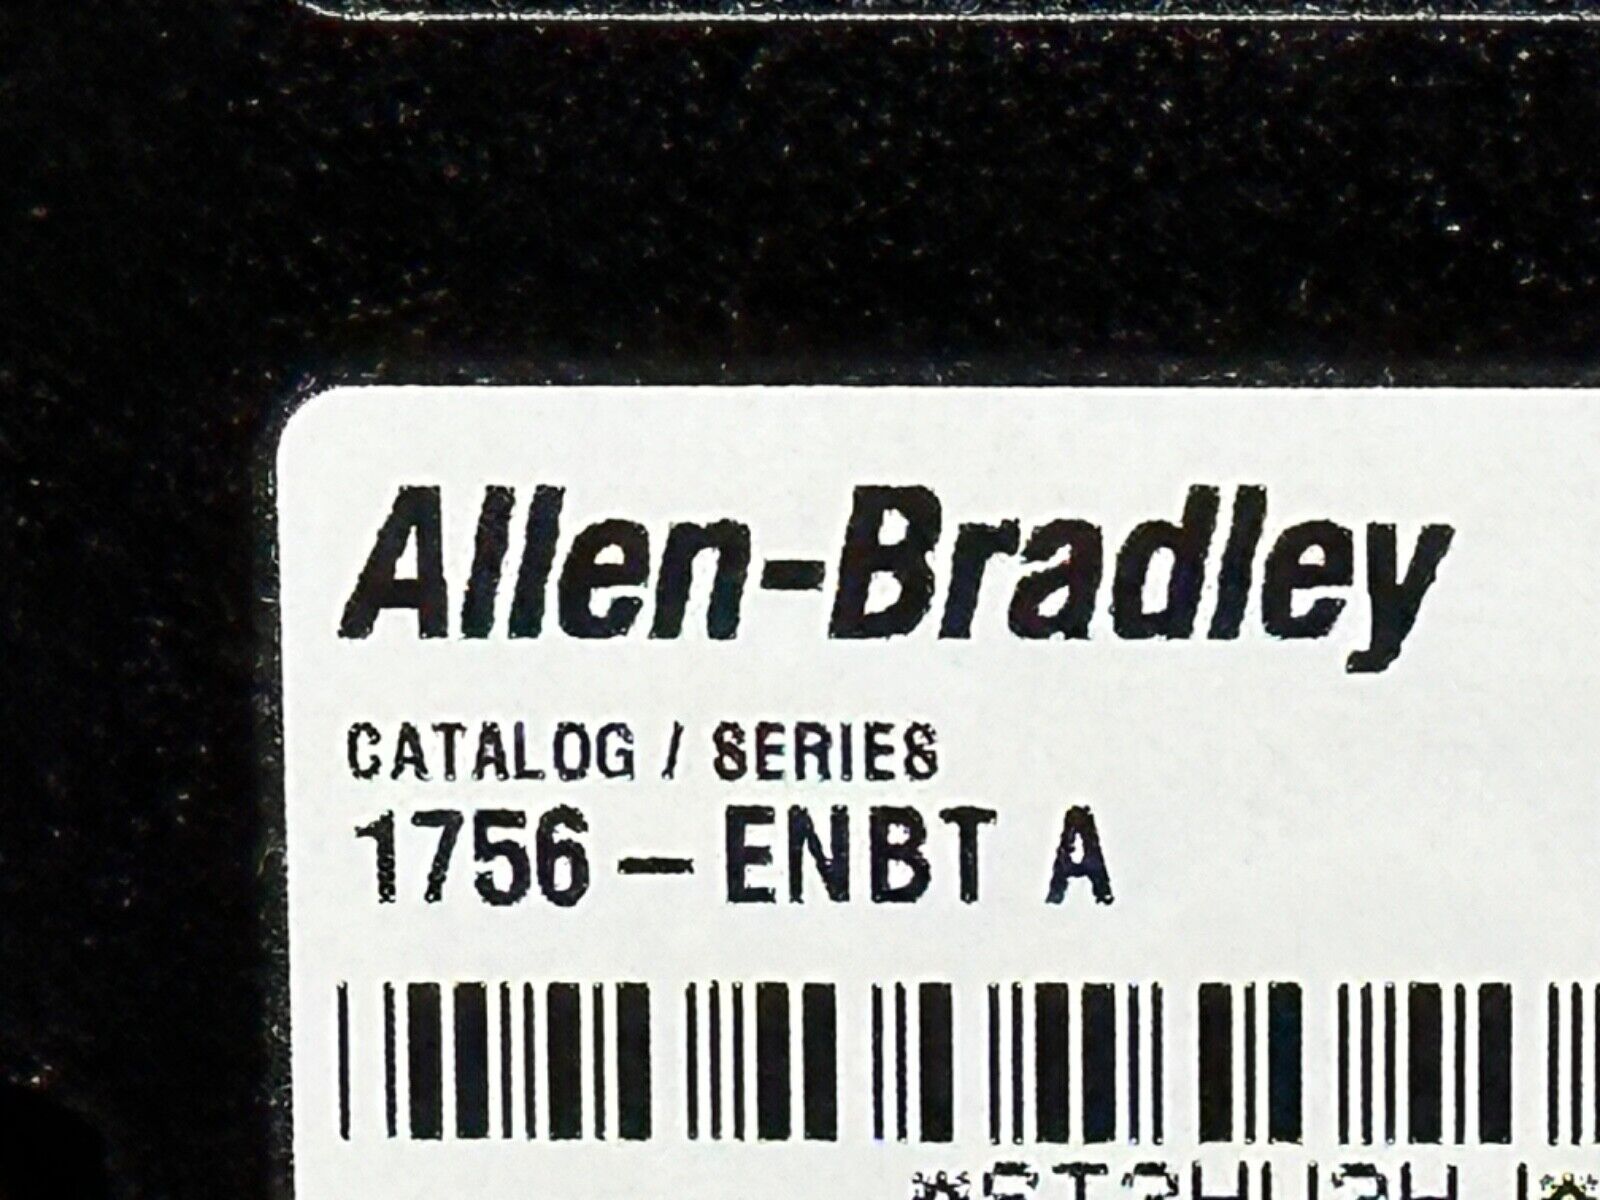 Allen-Bradley
CATALOG / SERIES
1756-ENBT A